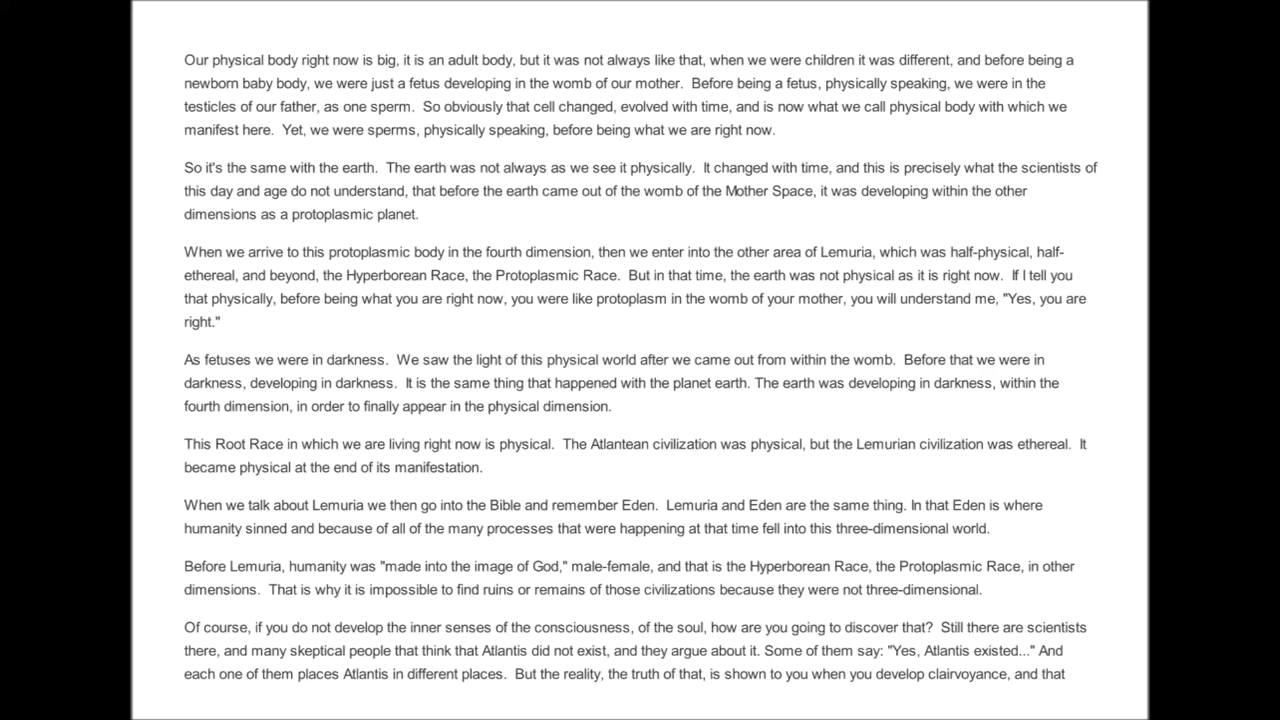 Our physical body right now is big, it is an adult body, but it was not always like that, when we were children it was different, and before being a
newborn baby body, we were just a fetus developing in the womb of our mother.  Before being a fetus, physically speaking, we were in the
testicles of our father, as one sperm.  So obviously that cell changed, evolved with time, and is now what we call physical body with which we
manifest here.  Yet, we were sperms, physically speaking, before being what we are right now.
So it's the same with the earth.  The earth was not always as we see it physically.  It changed with time, and this is precisely what the scientists of
this day and age do not understand, that before the earth came out of the womb of the Mother Space, it was developing within the other
dimensions as a protoplasmic planet.
When we arrive to this protoplasmic body in the fourth dimension, then we enter into the other area of Lemuria, which was half-physical, half-
ethereal, and beyond, the Hyperborean Race, the Protoplasmic Race.  But in that time, the earth was not physical as it is right now.  If I tell you
that physically, before being what you are right now, you were like protoplasm in the womb of your mother, you will understand me, "Yes, you are
right."
As fetuses we were in darkness.  We saw the light of this physical world after we came out from within the womb.  Before that we were in
darkness, developing in darkness.  It is the same thing that happened with the planet earth. The earth was developing in darkness, within the
fourth dimension, in order to finally appear in the physical dimension.
This Root Race in which we are living right now is physical.  The Atlantean civilization was physical, but the Lemurian civilization was ethereal.  It
became physical at the end of its manifestation.
When we talk about Lemuria we then go into the Bible and remember Eden.  Lemuria and Eden are the same thing. In that Eden is where
humanity sinned and because of all of the many processes that were happening at that time fell into this three-dimensional world.
Before Lemuria, humanity was "made into the image of God," male-female, and that is the Hyperborean Race, the Protoplasmic Race, in other
dimensions.  That is why it is impossible to find ruins or remains of those civilizations because they were not three-dimensional.
Of course, if you do not develop the inner senses of the consciousness, of the soul, how are you going to discover that?  Still there are scientists
there, and many skeptical people that think that Atlantis did not exist, and they argue about it. Some of them say: "Yes, Atlantis existed..." And
each one of them places Atlantis in different places.  But the reality, the truth of that, is shown to you when you develop clairvoyance, and that